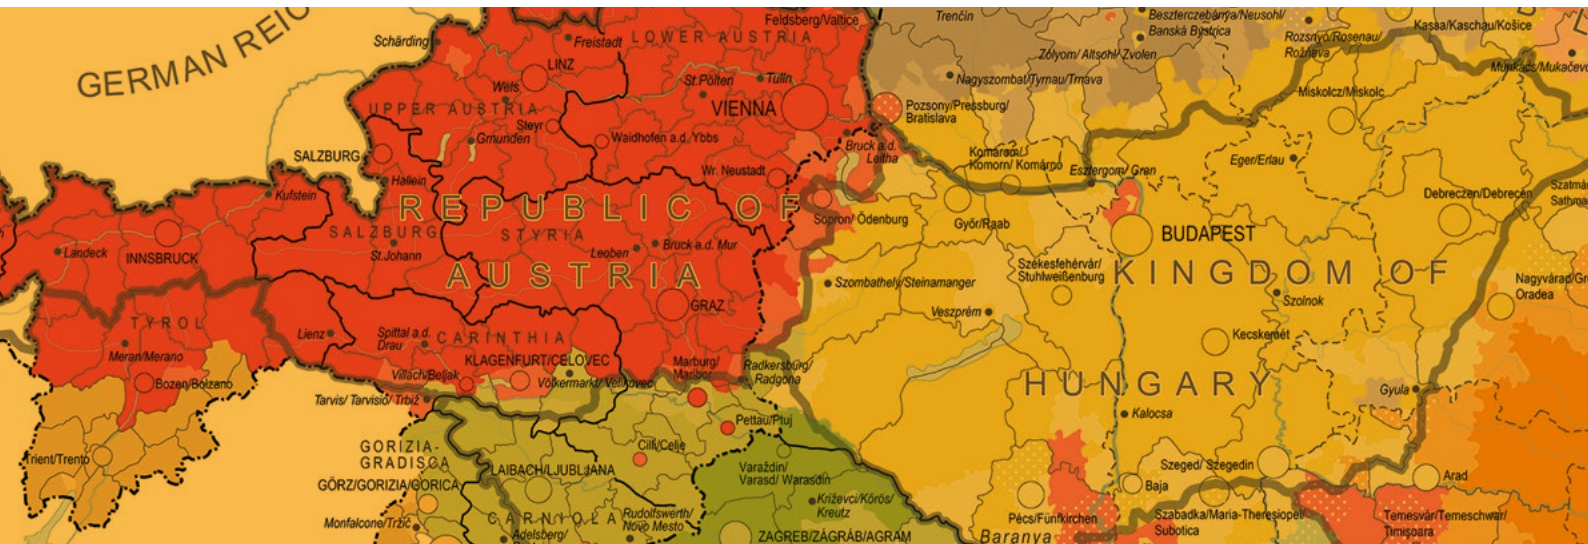 GERMAN REIC
Schärding
Freistadt
LOWER AUSTRIA
Feldsberg/Valtice
Trenčín
Beszterczebánya/Neusohl/
Banská Bystrica
Zólyom/ Altsohl/ Zvolen
Rozsnyó/Rosenau/
Rožňava
Kassa/Kaschau/Košice
Munkács/Mukačevo
LINZ
Wels
St.Pölten
Tulln
Nagyszombat/Tyrnau/Trnava
Miskolcz/Miskolc
UPPER AUSTRIA
VIENNA
Pozsony/Pressburg/
Bratislava
Steyr
Gmunden
Waidhofen a.d. Ybbs
SALZBURG
Bruck a.d.
Leitha
Komárom/
Komorn/ Komárno
Esztergom/ Gran
Eger/Erlau
Wr. Neustadt
Hallein
Kufstein
Debreczen/Debrecen
Szatmá
Sathma
REPUBLIC OF
Sopron/ Ödenburg
Győr/Raab
SALZBURG
STYRIA
BUDAPEST
Landeck
INNSBRUCK
St.Johann
Leoben
Bruck a.d. Mur
AUSTRIA
Székesfehérvár/
Stuhlweißenburg
KINGDOM OF
Szombathely/Steinamanger
Nagyvárad/Gro
Oradea
GRAZ
Veszprém
Szolnok
TYROL
Lienz
Spittal a.d.
Drau
CARINTHIA
Kecskemét
Meran/Merano
KLAGENFURT/CELOVEC
Marburg/
Maribor
Radkersburg/
Radgona
Villach/Beljak
Völkermarkt/ Velikovec
Bozen/Bolzano
HUNGARY
Gyula
Tarvis/ Tarvisio/ Trbiž
Pettau/Ptuj
Kalocsa
GORIZIA-
GRADISCA
Cilli/Celje
Trient/Trento
LAIBACH/LJUBLJANA
Varaždin/
Varasd/ Warasdin
Szeged/ Szegedin
Arad
GÖRZ/GORIZIA/GORICA
Baja
Križevci/Körös/
Kreutz
Monfalcone/Tržič
CARNIOLA
Rudolfswerth/
Novo Mesto
Pécs/Fünfkirchen
Szabadka/Maria-Theresiopel/
Subotica
Temesvár/Temeschwar/
Timișoara
Adelsberg/
ZAGREB/ZÁGRÁB/AGRAM
Baranya